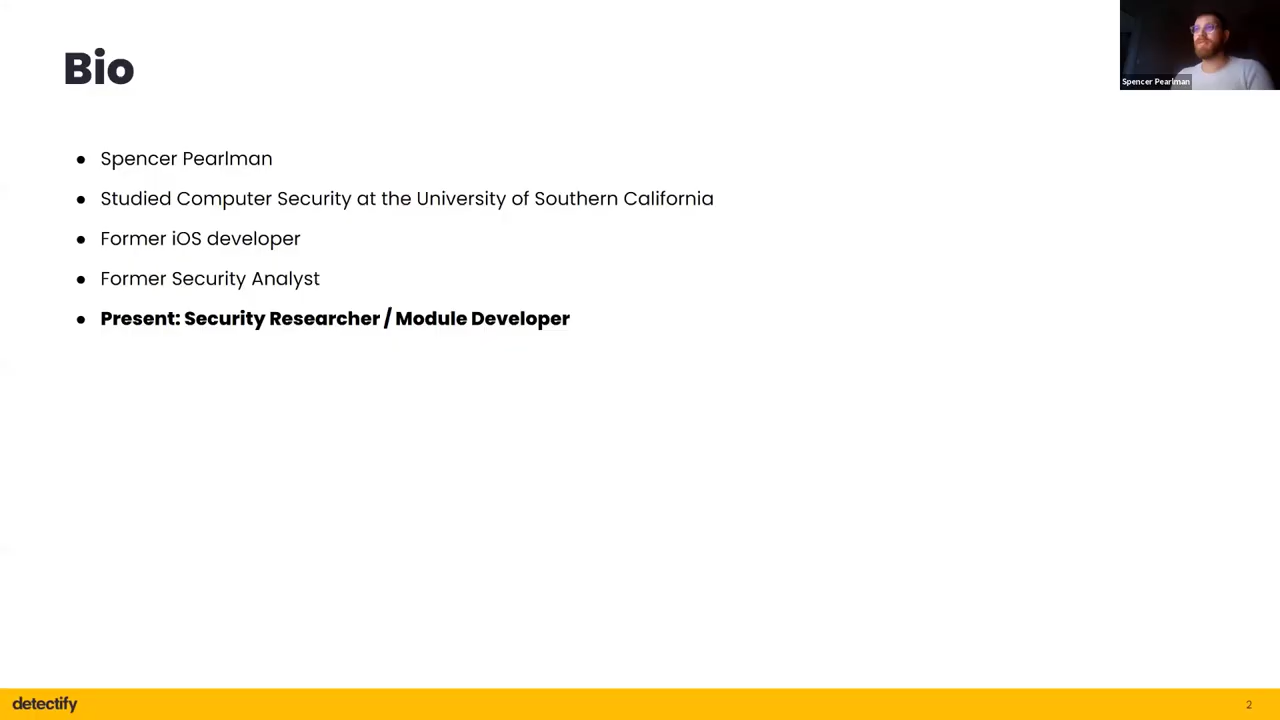 Bio
Spencer Pearlman
● Spencer Pearlman
● Studied Computer Security at the University of Southern California
● Former iOS developer
● Former Security Analyst
● Present: Security Researcher / Module Developer
detectify
2